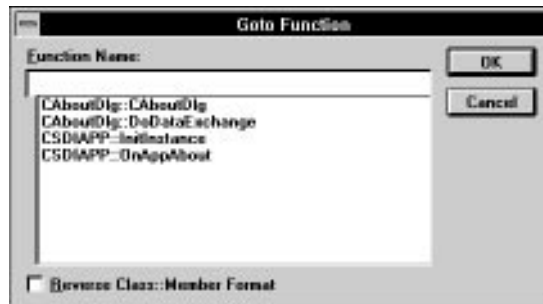 Goto Function
Function Name:
OK
Cancel
CAboutDlg::CAboutDlg
CAboutDlg::DoDataExchange
CSDIAPP::InitInstance
CSDIAPP::OnAppAbout
Reverse Class::Member Format